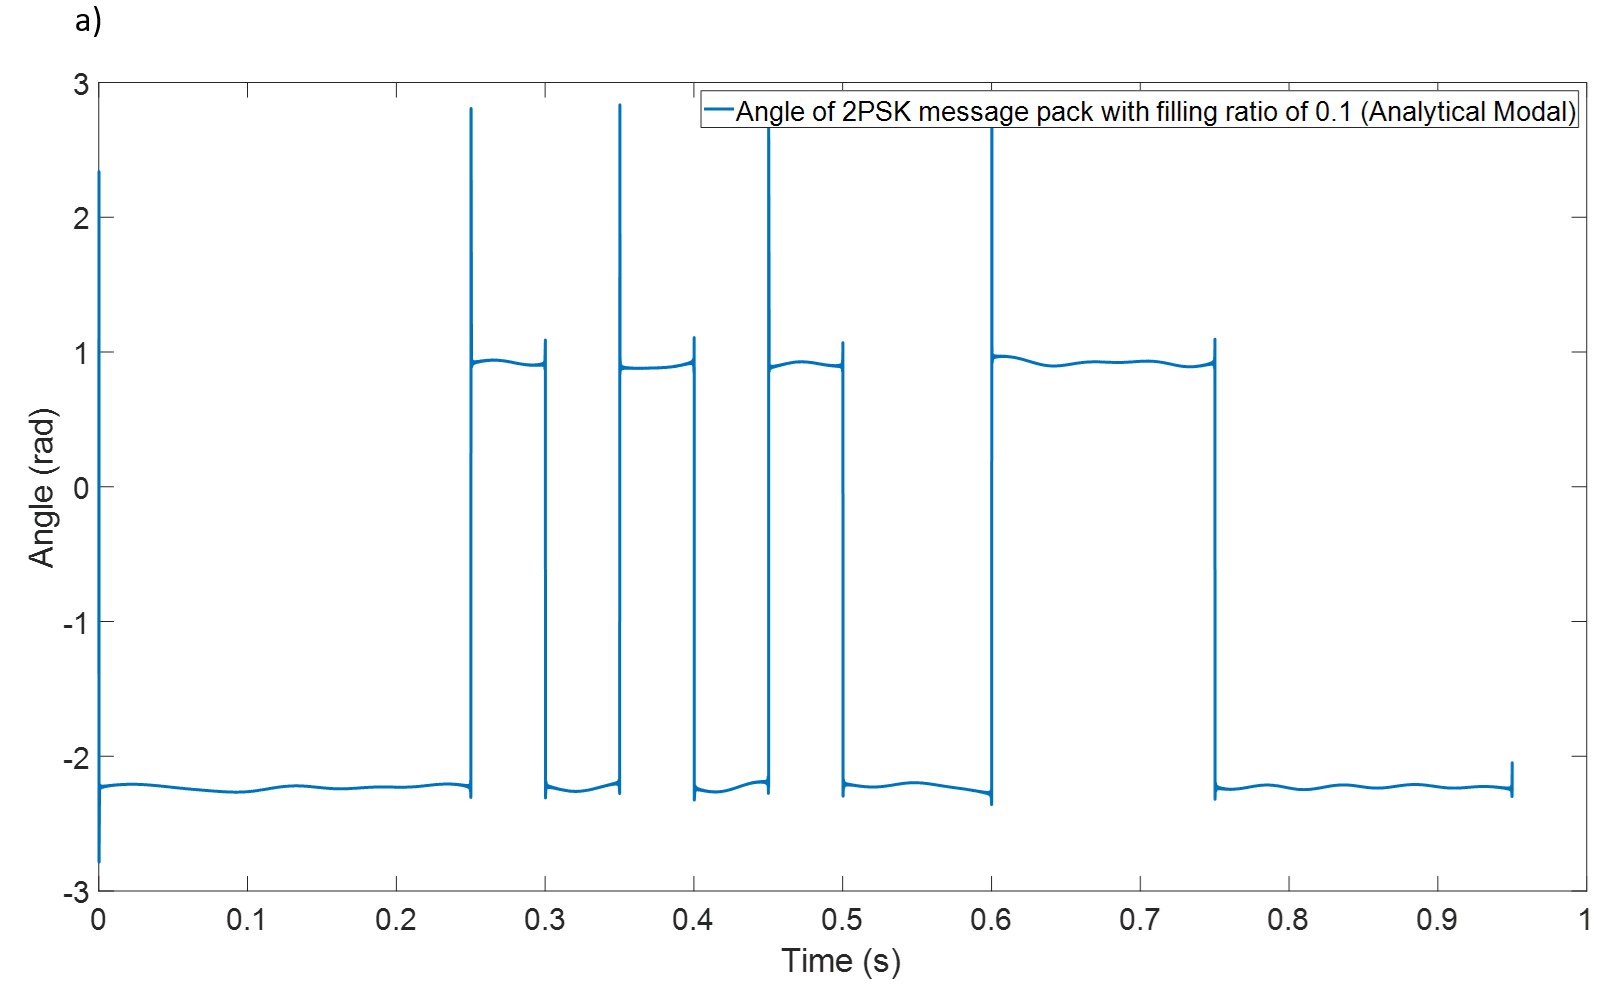 a)
3
Angle of 2PSK message pack with filling ratio of 0.1 (Analytical Modal)
2
1
0
-1
-2
-3
Angle (rad)
0 0.1 0.2 0.3 0.4 0.5 0.6 0.7 0.8 0.9 1
Time (s)